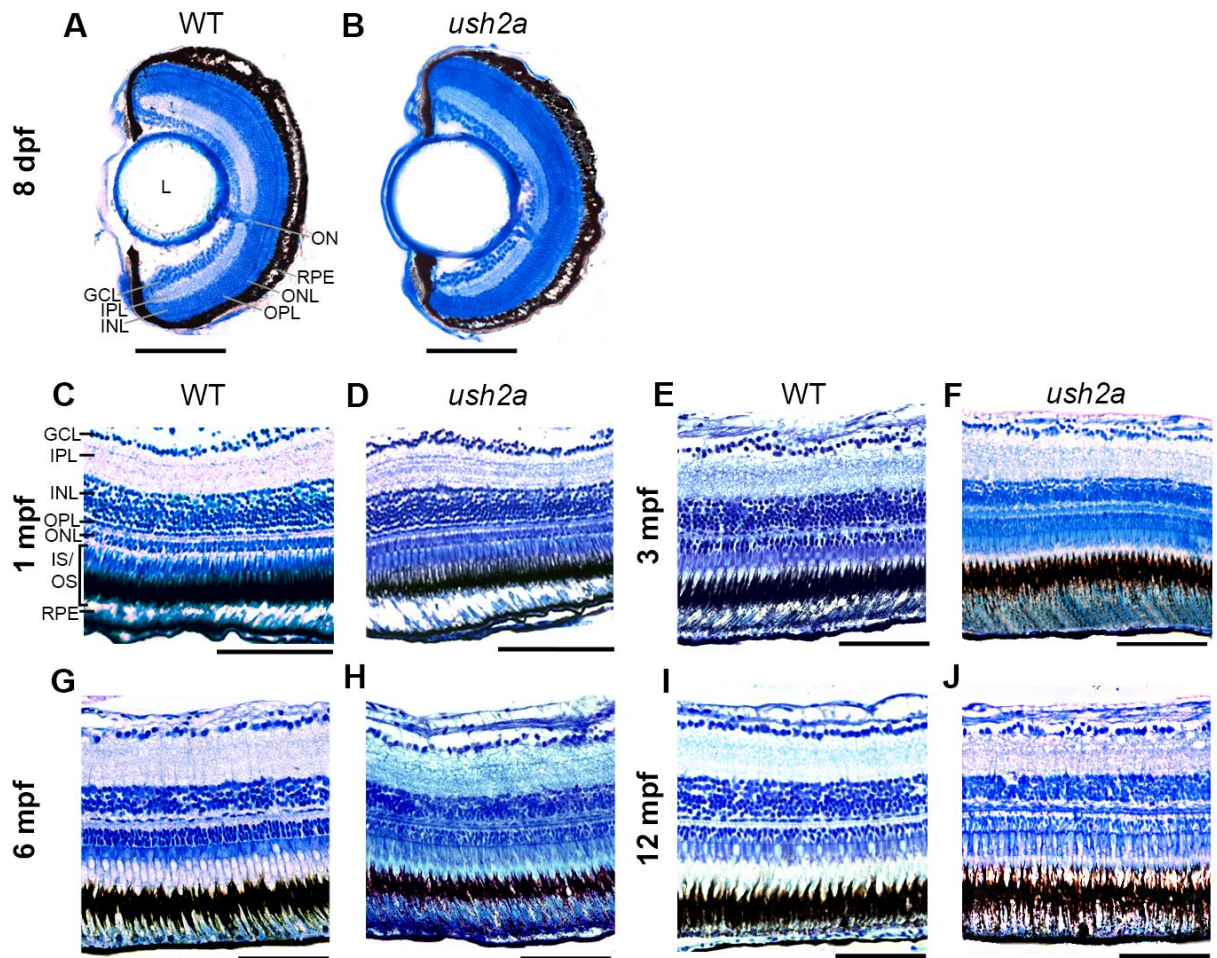 A WT B ush2a
8 dpf
L
ON
RPE
GCL ONL
IPL OPL
INL
C WT D ush2a E WT F ush2a
1 mpf
GCL
IPL
INL
OPL
ONL
IS/
OS
RPE
3 mpf
G H I J
6 mpf
12 mpf